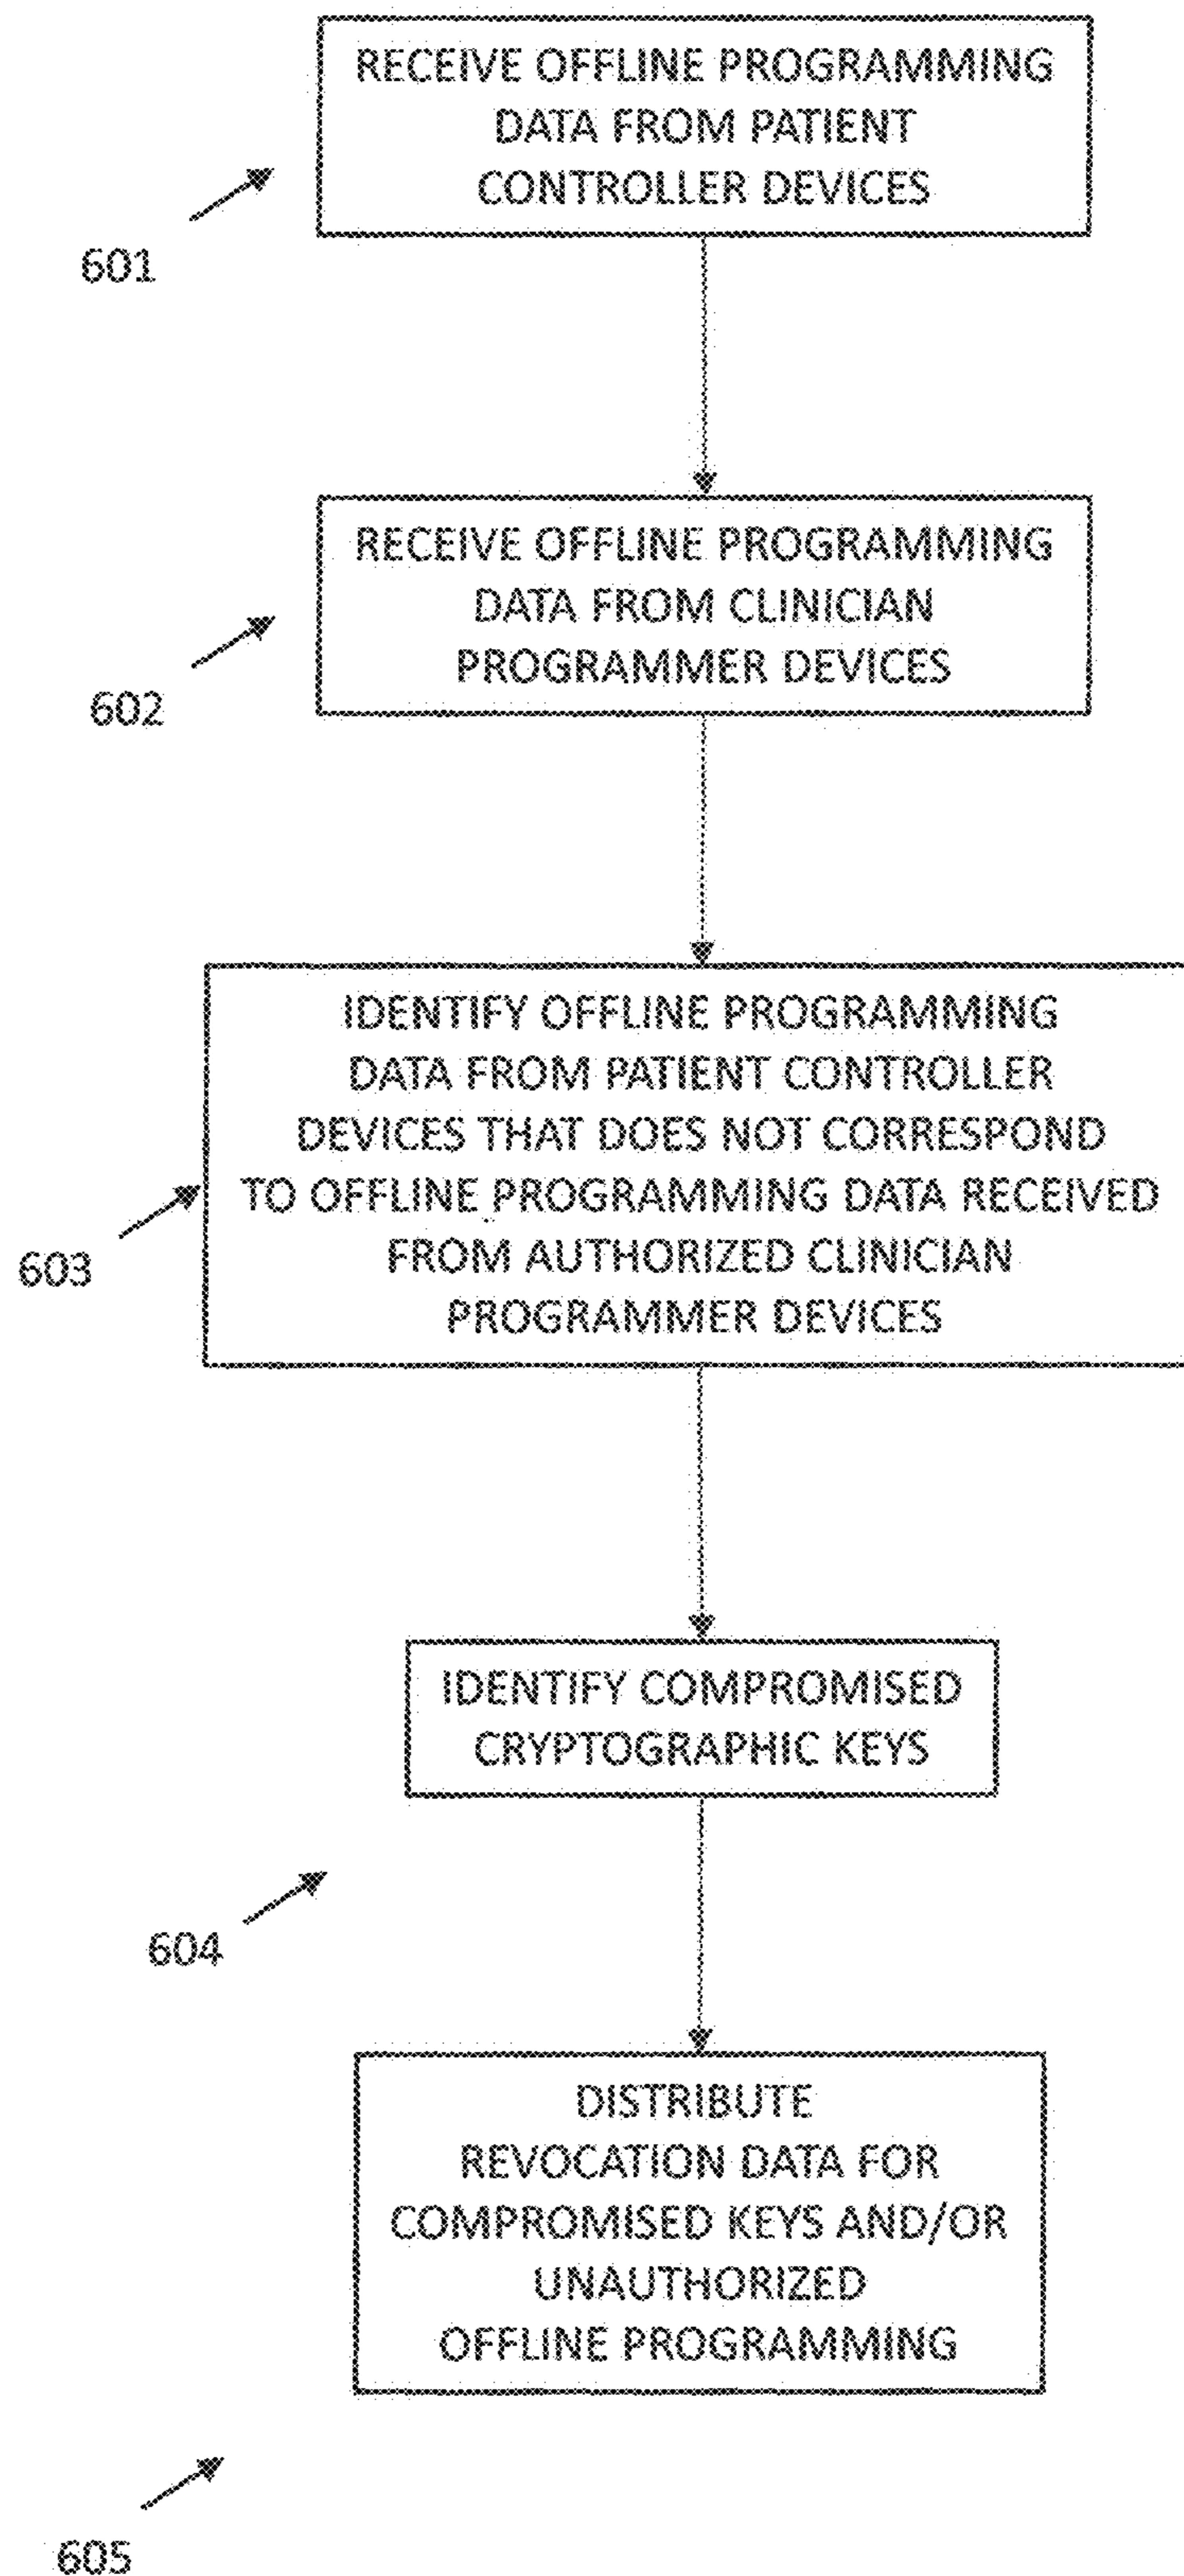 RECEIVE OFFLINE PROGRAMMING
DATA FROM PATIENT
CONTROLLER DEVICES
601
RECEIVE OFFLINE PROGRAMMING
DATA FROM CLINICIAN
PROGRAMMER DEVICES
602
IDENTIFY OFFLINE PROGRAMMING
DATA FROM PATIENT CONTROLLER
DEVICES THAT DOES NOT CORRESPOND
TO OFFLINE PROGRAMMING DATA RECEIVED
FROM AUTHORIZED CLINICIAN
PROGRAMMER DEVICES
603
IDENTIFY COMPROMISED
CRYPTOGRAPHIC KEYS
604
DISTRIBUTE
REVOCATION DATA FOR
COMPROMISED KEYS AND/OR
UNAUTHORIZED
OFFLINE PROGRAMMING
605